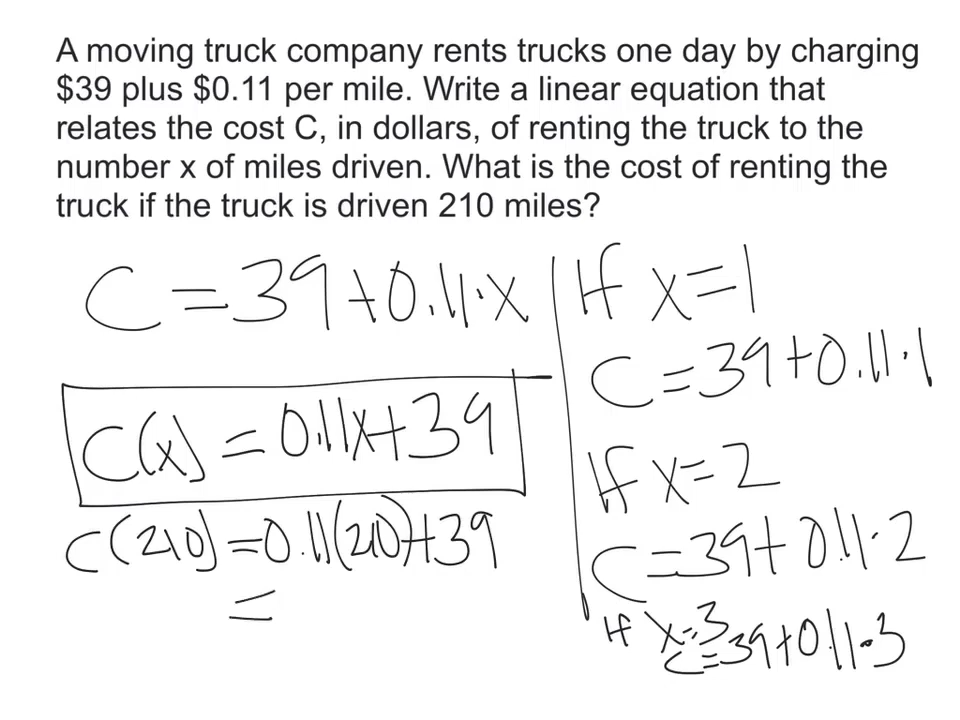 A moving truck company rents trucks one day by charging
$39 plus $0.11 per mile. Write a linear equation that
relates the cost C, in dollars, of renting the truck to the
number x of miles driven. What is the cost of renting the
truck if the truck is driven 210 miles?
C = 39 + 0.11·x
C(x) = 0.11x + 39
C(210) = 0.11(210) + 39
=
If x = 1
C = 39 + 0.11·1
If x = 2
C = 39 + 0.11·2
If x = 3
C = 39 + 0.11·3